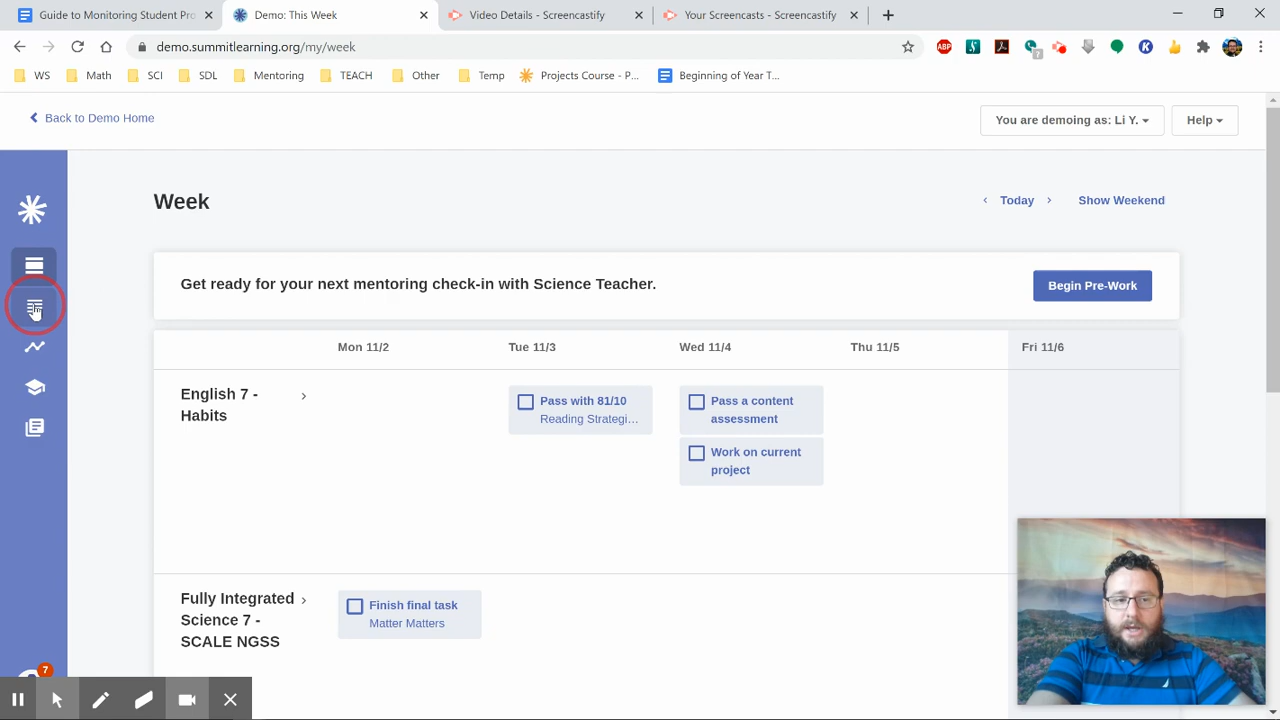 Guide to Monitoring Student Pro
Demo: This Week
Video Details - Screencastify
Your Screencasts - Screencastify
demo.summitlearning.org/my/week
ABP
?
K
WS
Math
SCI
SDL
Mentoring
TEACH
Other
Temp
Projects Course - P...
Beginning of Year T...
Back to Demo Home
You are demoing as: Li Y.
Help
Week
Today
Show Weekend
Get ready for your next mentoring check-in with Science Teacher.
Begin Pre-Work
Mon 11/2
Tue 11/3
Wed 11/4
Thu 11/5
Fri 11/6
English 7 -
Habits
Pass with 81/10
Reading Strategi...
Pass a content
assessment
Work on current
project
Fully Integrated
Science 7 -
SCALE NGSS
Finish final task
Matter Matters
7